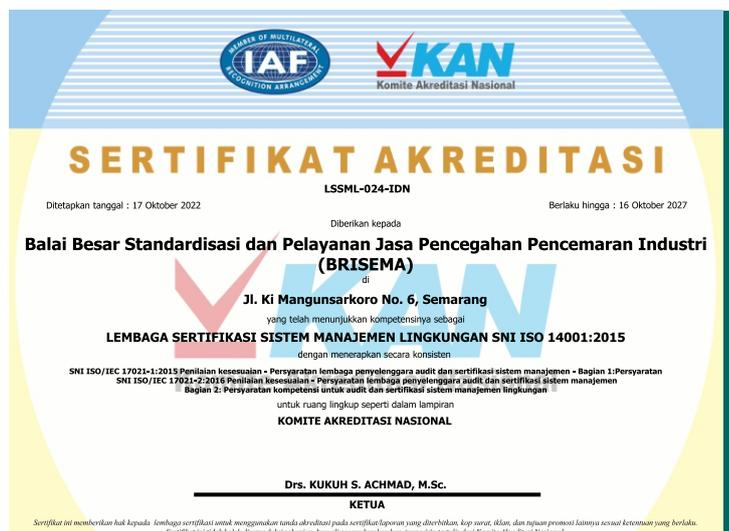 MEMBER OF MULTILATERAL
IAF
RECOGNITION ARRANGEMENT
KAN
Komite Akreditasi Nasional
SERTIFIKAT AKREDITASI
LSSML-024-IDN
Ditetapkan tanggal : 17 Oktober 2022
Berlaku hingga : 16 Oktober 2027
Diberikan kepada
Balai Besar Standardisasi dan Pelayanan Jasa Pencegahan Pencemaran Industri
(BRISEMA)
di
Jl. Ki Mangunsarkoro No. 6, Semarang
yang telah menunjukkan kompetensinya sebagai
LEMBAGA SERTIFIKASI SISTEM MANAJEMEN LINGKUNGAN SNI ISO 14001:2015
dengan menerapkan secara konsisten
SNI ISO/IEC 17021-1:2015 Penilaian kesesuaian - Persyaratan lembaga penyelenggara audit dan sertifikasi sistem manajemen - Bagian 1:Persyaratan
SNI ISO/IEC 17021-2:2016 Penilaian kesesuaian - Persyaratan lembaga penyelenggara audit dan sertifikasi sistem manajemen
Bagian 2: Persyaratan kompetensi untuk audit dan sertifikasi sistem manajemen lingkungan
untuk ruang lingkup seperti dalam lampiran
KOMITE AKREDITASI NASIONAL
Drs. KUKUH S. ACHMAD, M.Sc.
KETUA
Sertifikat ini memberikan hak kepada lembaga sertifikasi untuk menggunakan tanda akreditasi pada sertifikat/laporan yang diterbitkan, kop surat, iklan, dan tujuan promosi lainnya sesuai ketentuan yang berlaku.